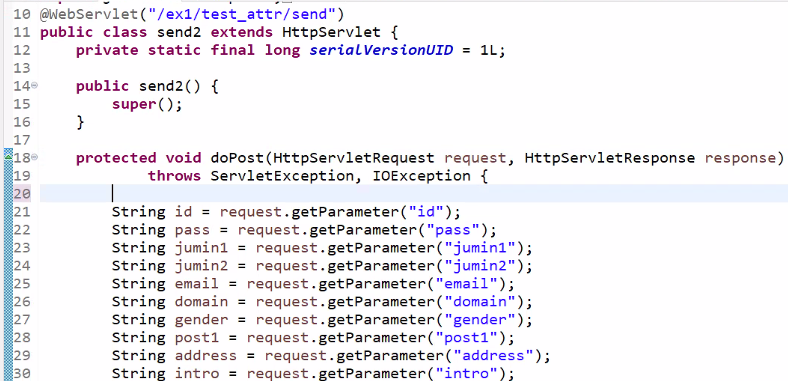 10 @WebServlet("/ex1/test_attr/send")
11 public class send2 extends HttpServlet {
12 private static final long serialVersionUID = 1L;
13
14 public send2() {
15 super();
16 }
17
18 protected void doPost(HttpServletRequest request, HttpServletResponse response)
19 throws ServletException, IOException {
20
21 String id = request.getParameter("id");
22 String pass = request.getParameter("pass");
23 String jumin1 = request.getParameter("jumin1");
24 String jumin2 = request.getParameter("jumin2");
25 String email = request.getParameter("email");
26 String domain = request.getParameter("domain");
27 String gender = request.getParameter("gender");
28 String post1 = request.getParameter("post1");
29 String address = request.getParameter("address");
30 String intro = request.getParameter("intro");